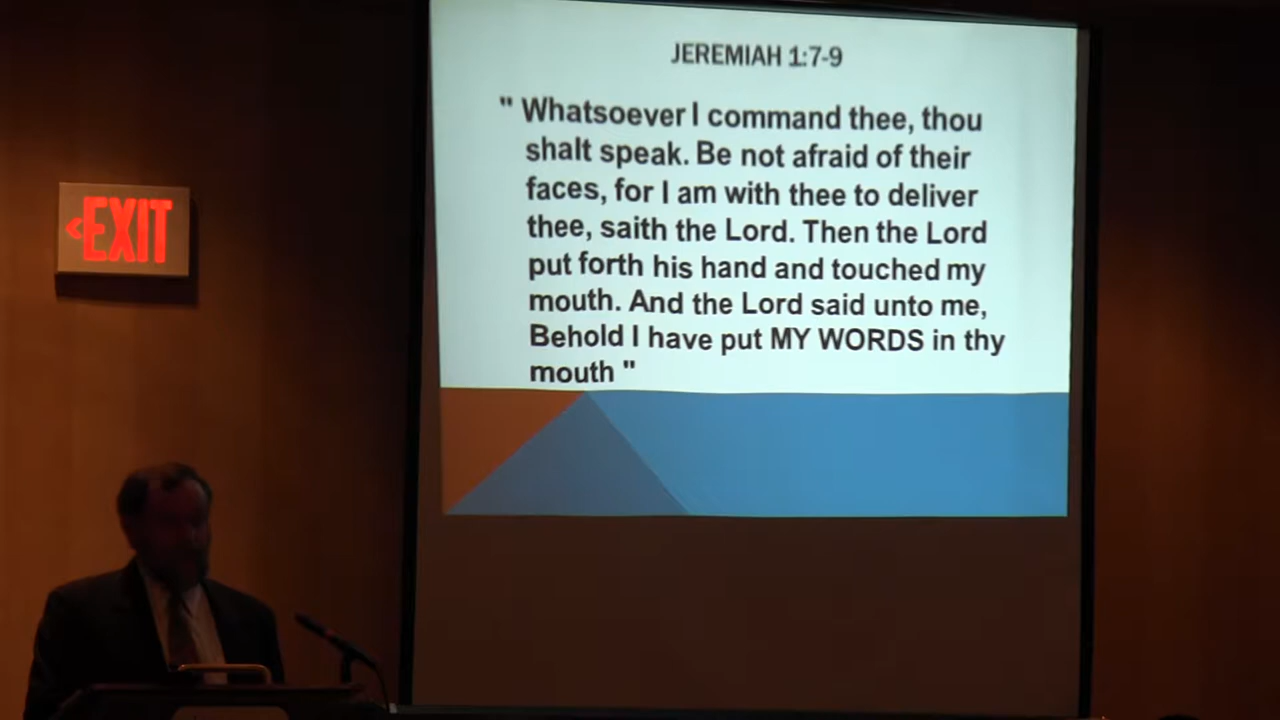 JEREMIAH 1:7-9
" Whatsoever I command thee, thou
shalt speak. Be not afraid of their
faces, for I am with thee to deliver
thee, saith the Lord. Then the Lord
put forth his hand and touched my
mouth. And the Lord said unto me,
Behold I have put MY WORDS in thy
mouth "
<EXIT